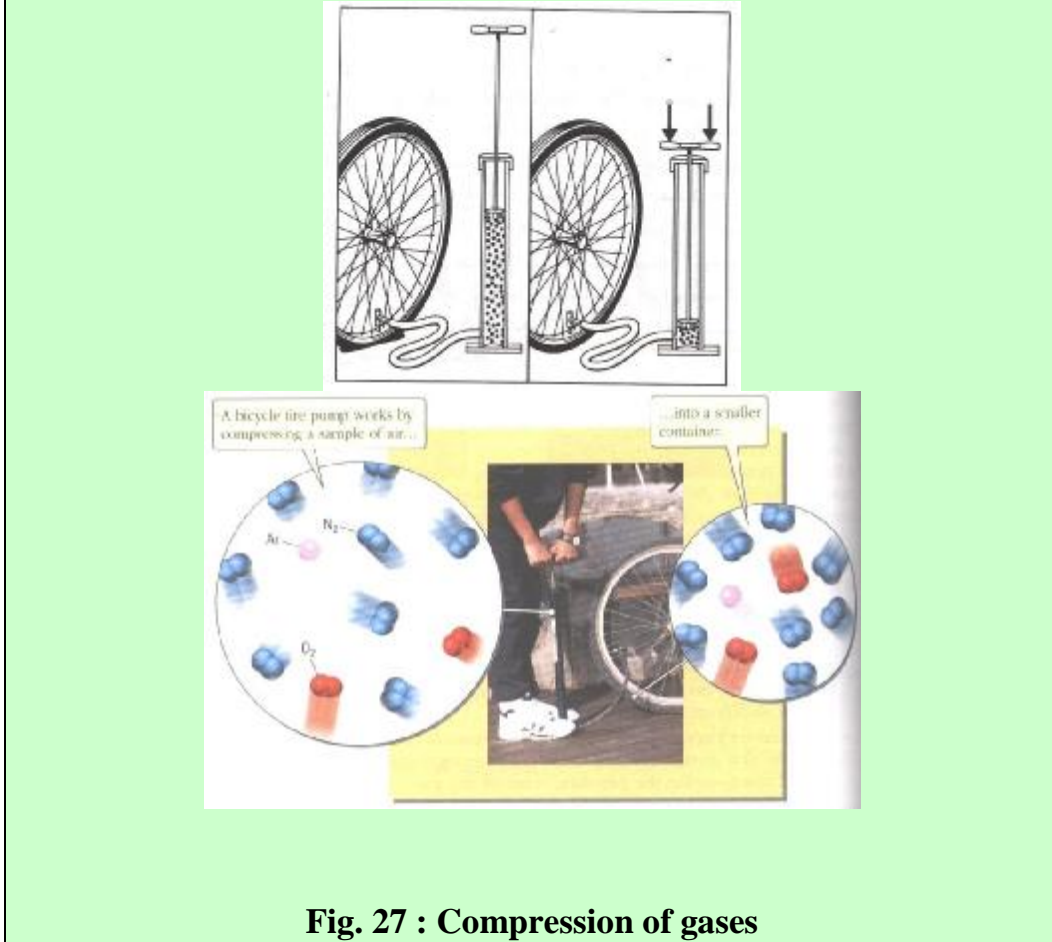 A bicycle tire pump works by
compressing a sample of air...
...into a smaller
container.
N2
Ar
O2
Fig. 27 : Compression of gases